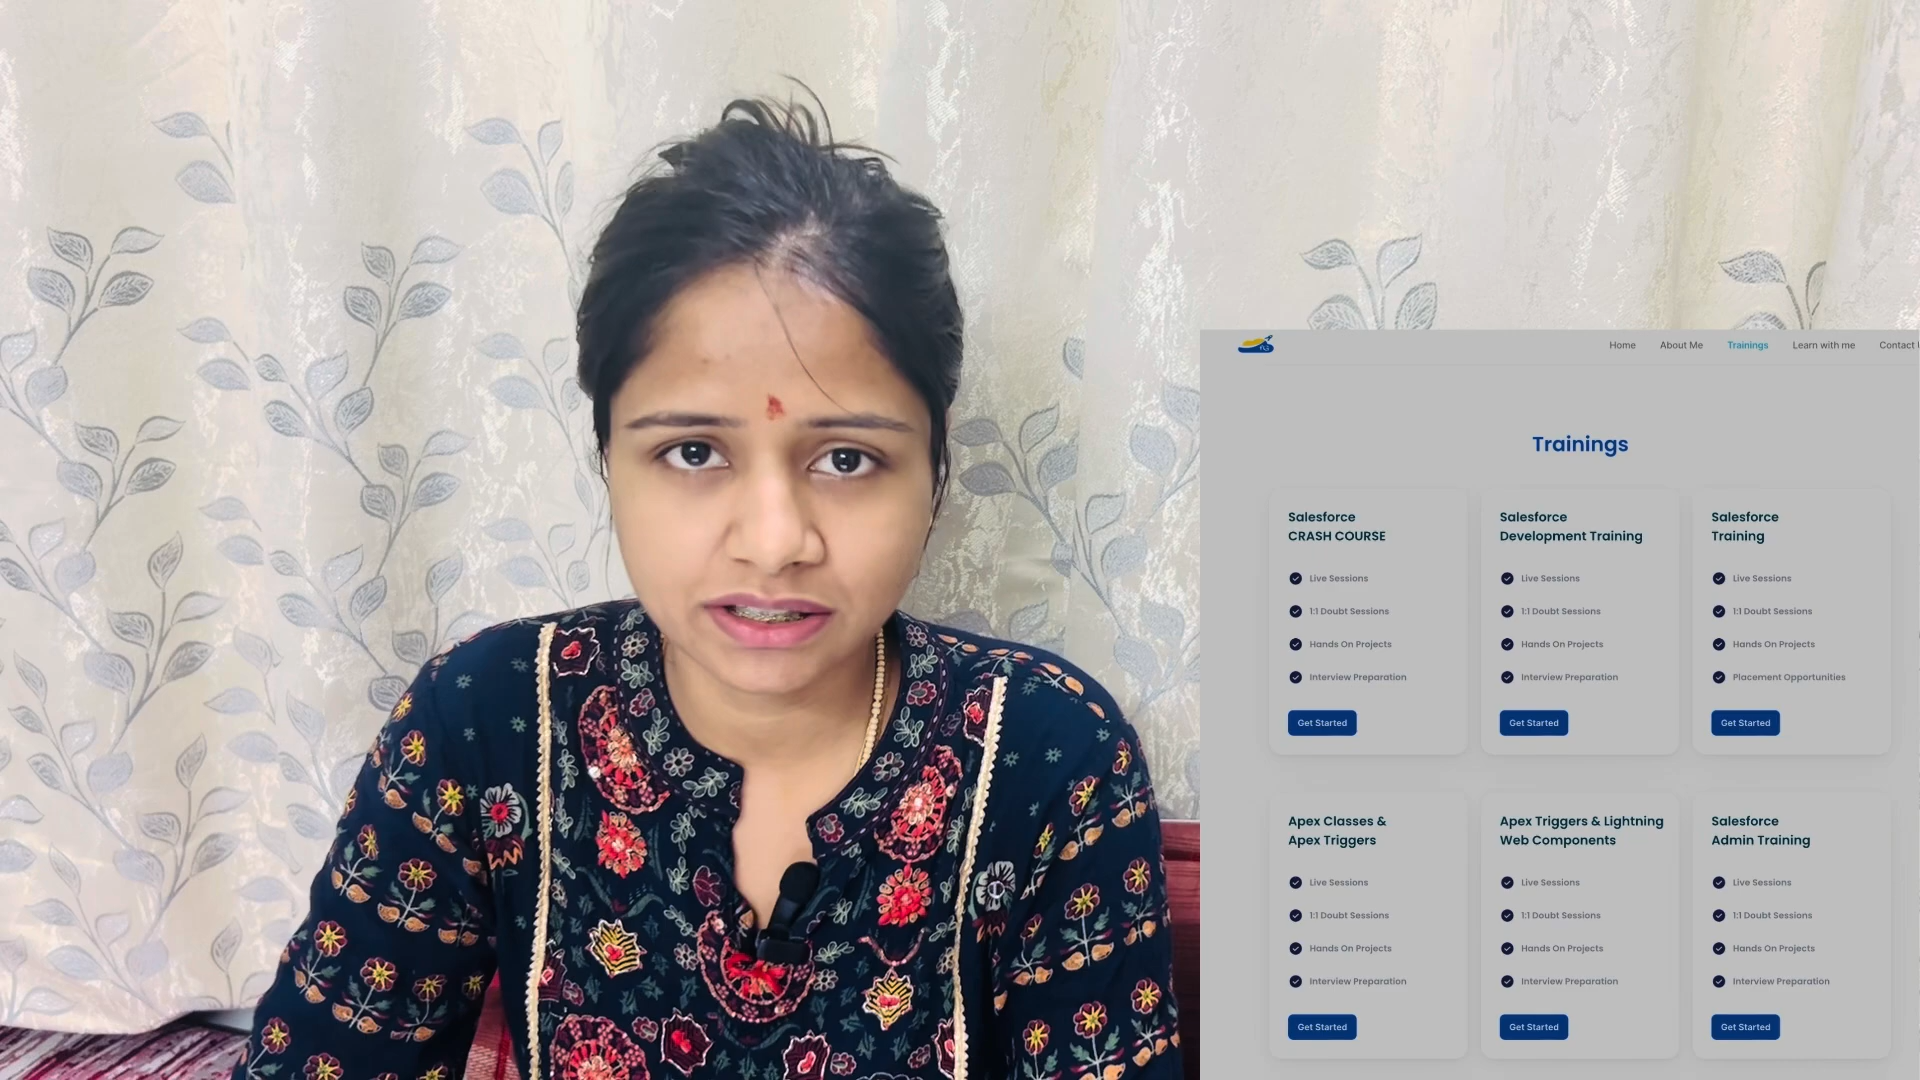 Home
About Me
Trainings
Learn with me
Contact
Trainings
Salesforce
CRASH COURSE
Live Sessions
1:1 Doubt Sessions
Hands On Projects
Interview Preparation
Get Started
Salesforce
Development Training
Live Sessions
1:1 Doubt Sessions
Hands On Projects
Interview Preparation
Get Started
Salesforce
Training
Live Sessions
1:1 Doubt Sessions
Hands On Projects
Placement Opportunities
Get Started
Apex Classes &
Apex Triggers
Live Sessions
1:1 Doubt Sessions
Hands On Projects
Interview Preparation
Get Started
Apex Triggers & Lightning
Web Components
Live Sessions
1:1 Doubt Sessions
Hands On Projects
Interview Preparation
Get Started
Salesforce
Admin Training
Live Sessions
1:1 Doubt Sessions
Hands On Projects
Interview Preparation
Get Started